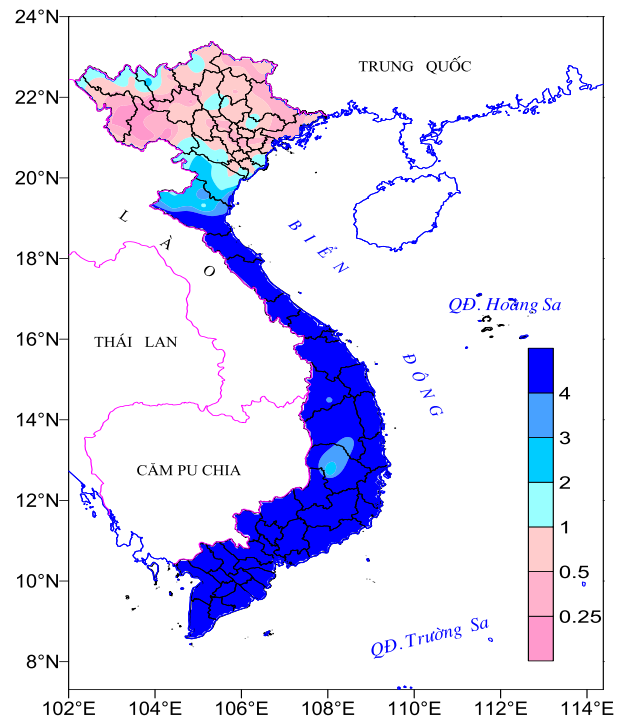 24°N
TRUNG QUỐC
22°N
20°N
L À O
BIỂN
18°N
QĐ. Hoàng Sa
16°N
THÁI LAN
ĐÔNG
4
14°N
3
CĂM PU CHIA
2
12°N
1
0.5
10°N
0.25
QĐ. Trường Sa
8°N
102°E 104°E 106°E 108°E 110°E 112°E 114°E